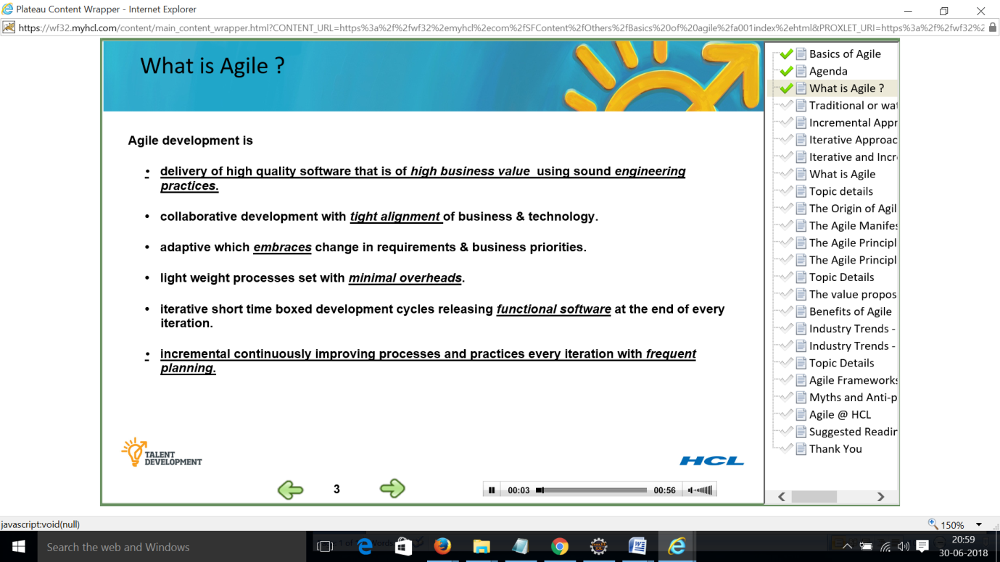 Plateau Content Wrapper - Internet Explorer
https://wf32.myhcl.com/content/main_content_wrapper.html?CONTENT_URL=https%3a%2f%2fwf32%2emyhcl%2ecom%2fSFContent%2fOthers%2fBasics%20of%20agile%2fa001index%2ehtml&PROXLET_URI=https%3a%2f%2fwf32%2
What is Agile ?
Agile development is
• delivery of high quality software that is of high business value using sound engineering
practices.
• collaborative development with tight alignment of business & technology.
• adaptive which embraces change in requirements & business priorities.
• light weight processes set with minimal overheads.
• iterative short time boxed development cycles releasing functional software at the end of every
iteration.
• incremental continuously improving processes and practices every iteration with frequent
planning.
TALENT
DEVELOPMENT
HCL
3
00:03
00:56
Basics of Agile
Agenda
What is Agile ?
Traditional or wat
Incremental Appr
Iterative Approac
Iterative and Incre
What is Agile
Topic details
The Origin of Agil
The Agile Manifes
The Agile Principl
The Agile Principl
Topic Details
The value propos
Benefits of Agile
Industry Trends -
Industry Trends -
Topic Details
Agile Frameworks
Myths and Anti-p
Agile @ HCL
Suggested Readin
Thank You
javascript:void(null)
150%
Search the web and Windows
20:59
30-06-2018